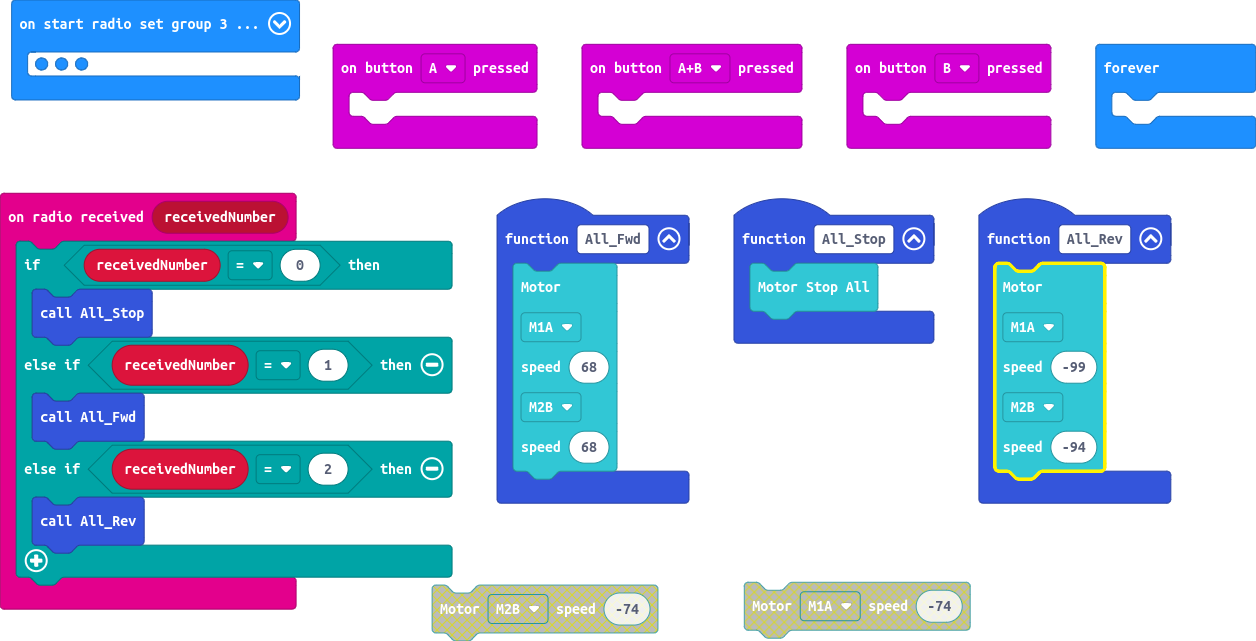 on start radio set group 3 ...
on button A pressed
on button A+B pressed
on button B pressed
forever
on radio received receivedNumber
if receivedNumber = 0 then
call All_Stop
else if receivedNumber = 1 then
call All_Fwd
else if receivedNumber = 2 then
call All_Rev
function All_Fwd
Motor
M1A
speed 68
M2B
speed 68
function All_Stop
Motor Stop All
function All_Rev
Motor
M1A
speed -99
M2B
speed -94
Motor M2B speed -74
Motor M1A speed -74